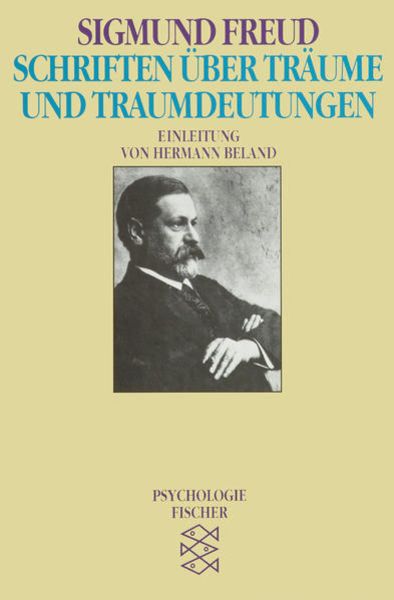 SIGMUND FREUD
SCHRIFTEN ÜBER TRÄUME
UND TRAUMDEUTUNGEN
EINLEITUNG
VON HERMANN BELAND
PSYCHOLOGIE
FISCHER